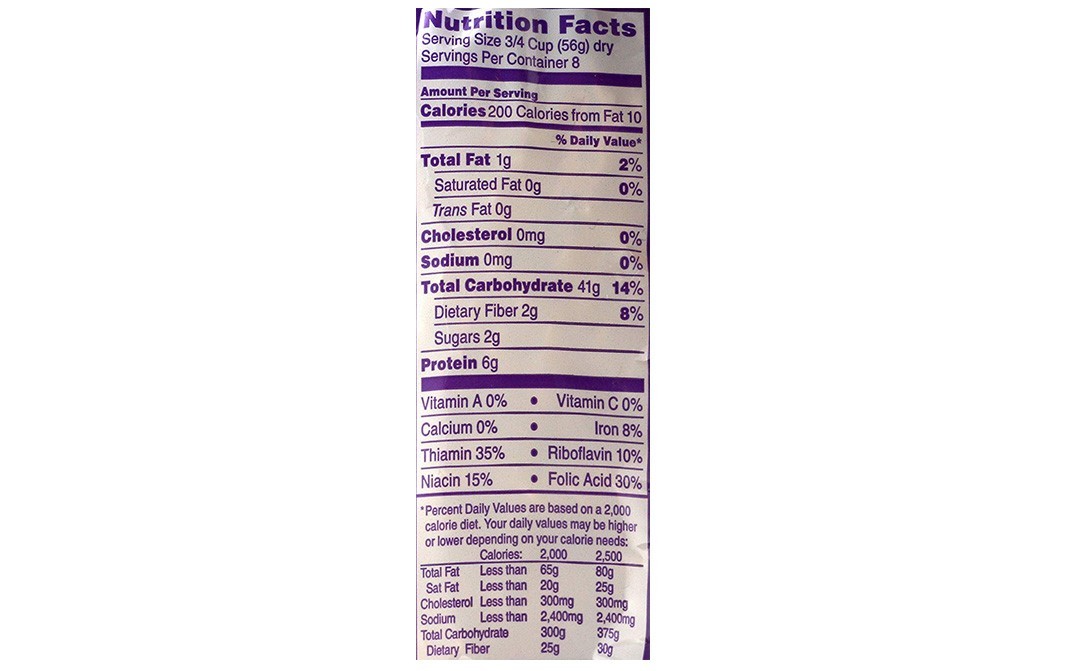 Nutrition Facts
Serving Size 3/4 Cup (56g) dry
Servings Per Container 8
Amount Per Serving
Calories 200 Calories from Fat 10
% Daily Value*
Total Fat 1g 2%
Saturated Fat 0g 0%
Trans Fat 0g
Cholesterol 0mg 0%
Sodium 0mg 0%
Total Carbohydrate 41g 14%
Dietary Fiber 2g 8%
Sugars 2g
Protein 6g
Vitamin A 0% • Vitamin C 0%
Calcium 0% • Iron 8%
Thiamin 35% • Riboflavin 10%
Niacin 15% • Folic Acid 30%
*Percent Daily Values are based on a 2,000
calorie diet. Your daily values may be higher
or lower depending on your calorie needs:
Calories: 2,000 2,500
Total Fat Less than 65g 80g
Sat Fat Less than 20g 25g
Cholesterol Less than 300mg 300mg
Sodium Less than 2,400mg 2,400mg
Total Carbohydrate 300g 375g
Dietary Fiber 25g 30g